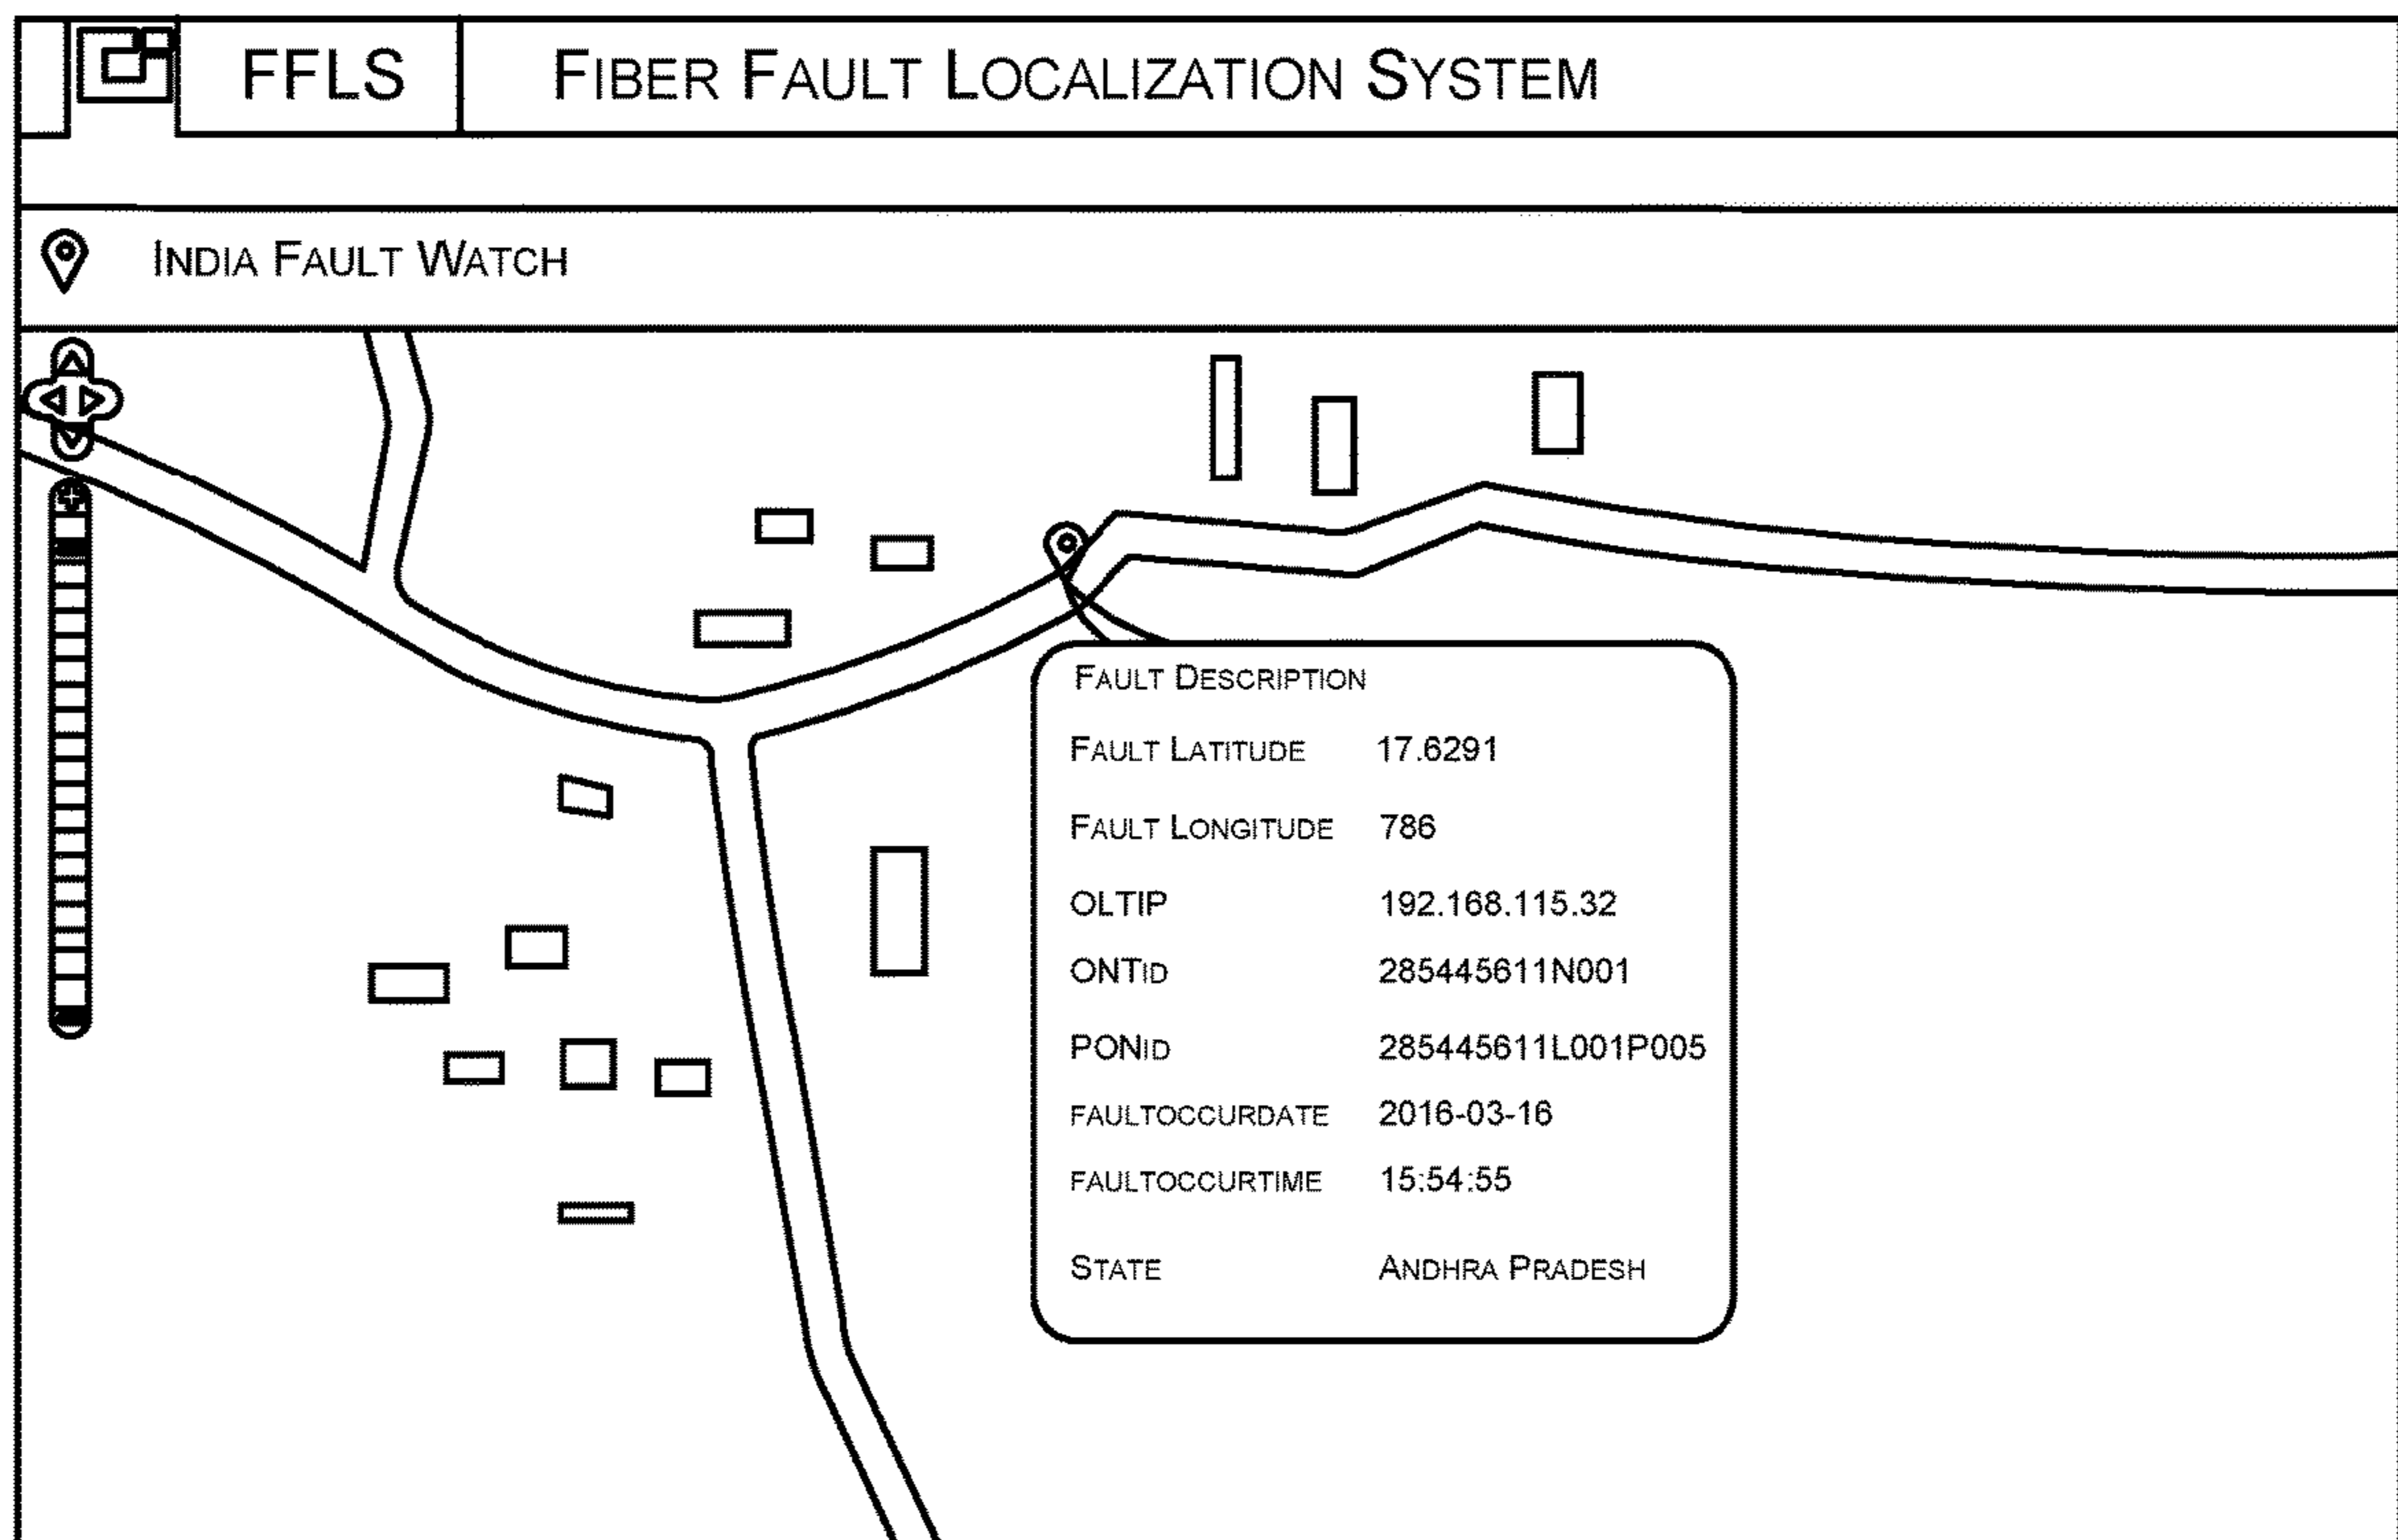 FFLS FIBER FAULT LOCALIZATION SYSTEM
INDIA FAULT WATCH
FAULT DESCRIPTION
FAULT LATITUDE 17.6291
FAULT LONGITUDE 786
OLTIP 192.168.115.32
ONTID 285445611N001
PONID 285445611L001P005
FAULTOCCURDATE 2016-03-16
FAULTOCCURTIME 15:54:55
STATE ANDHRA PRADESH